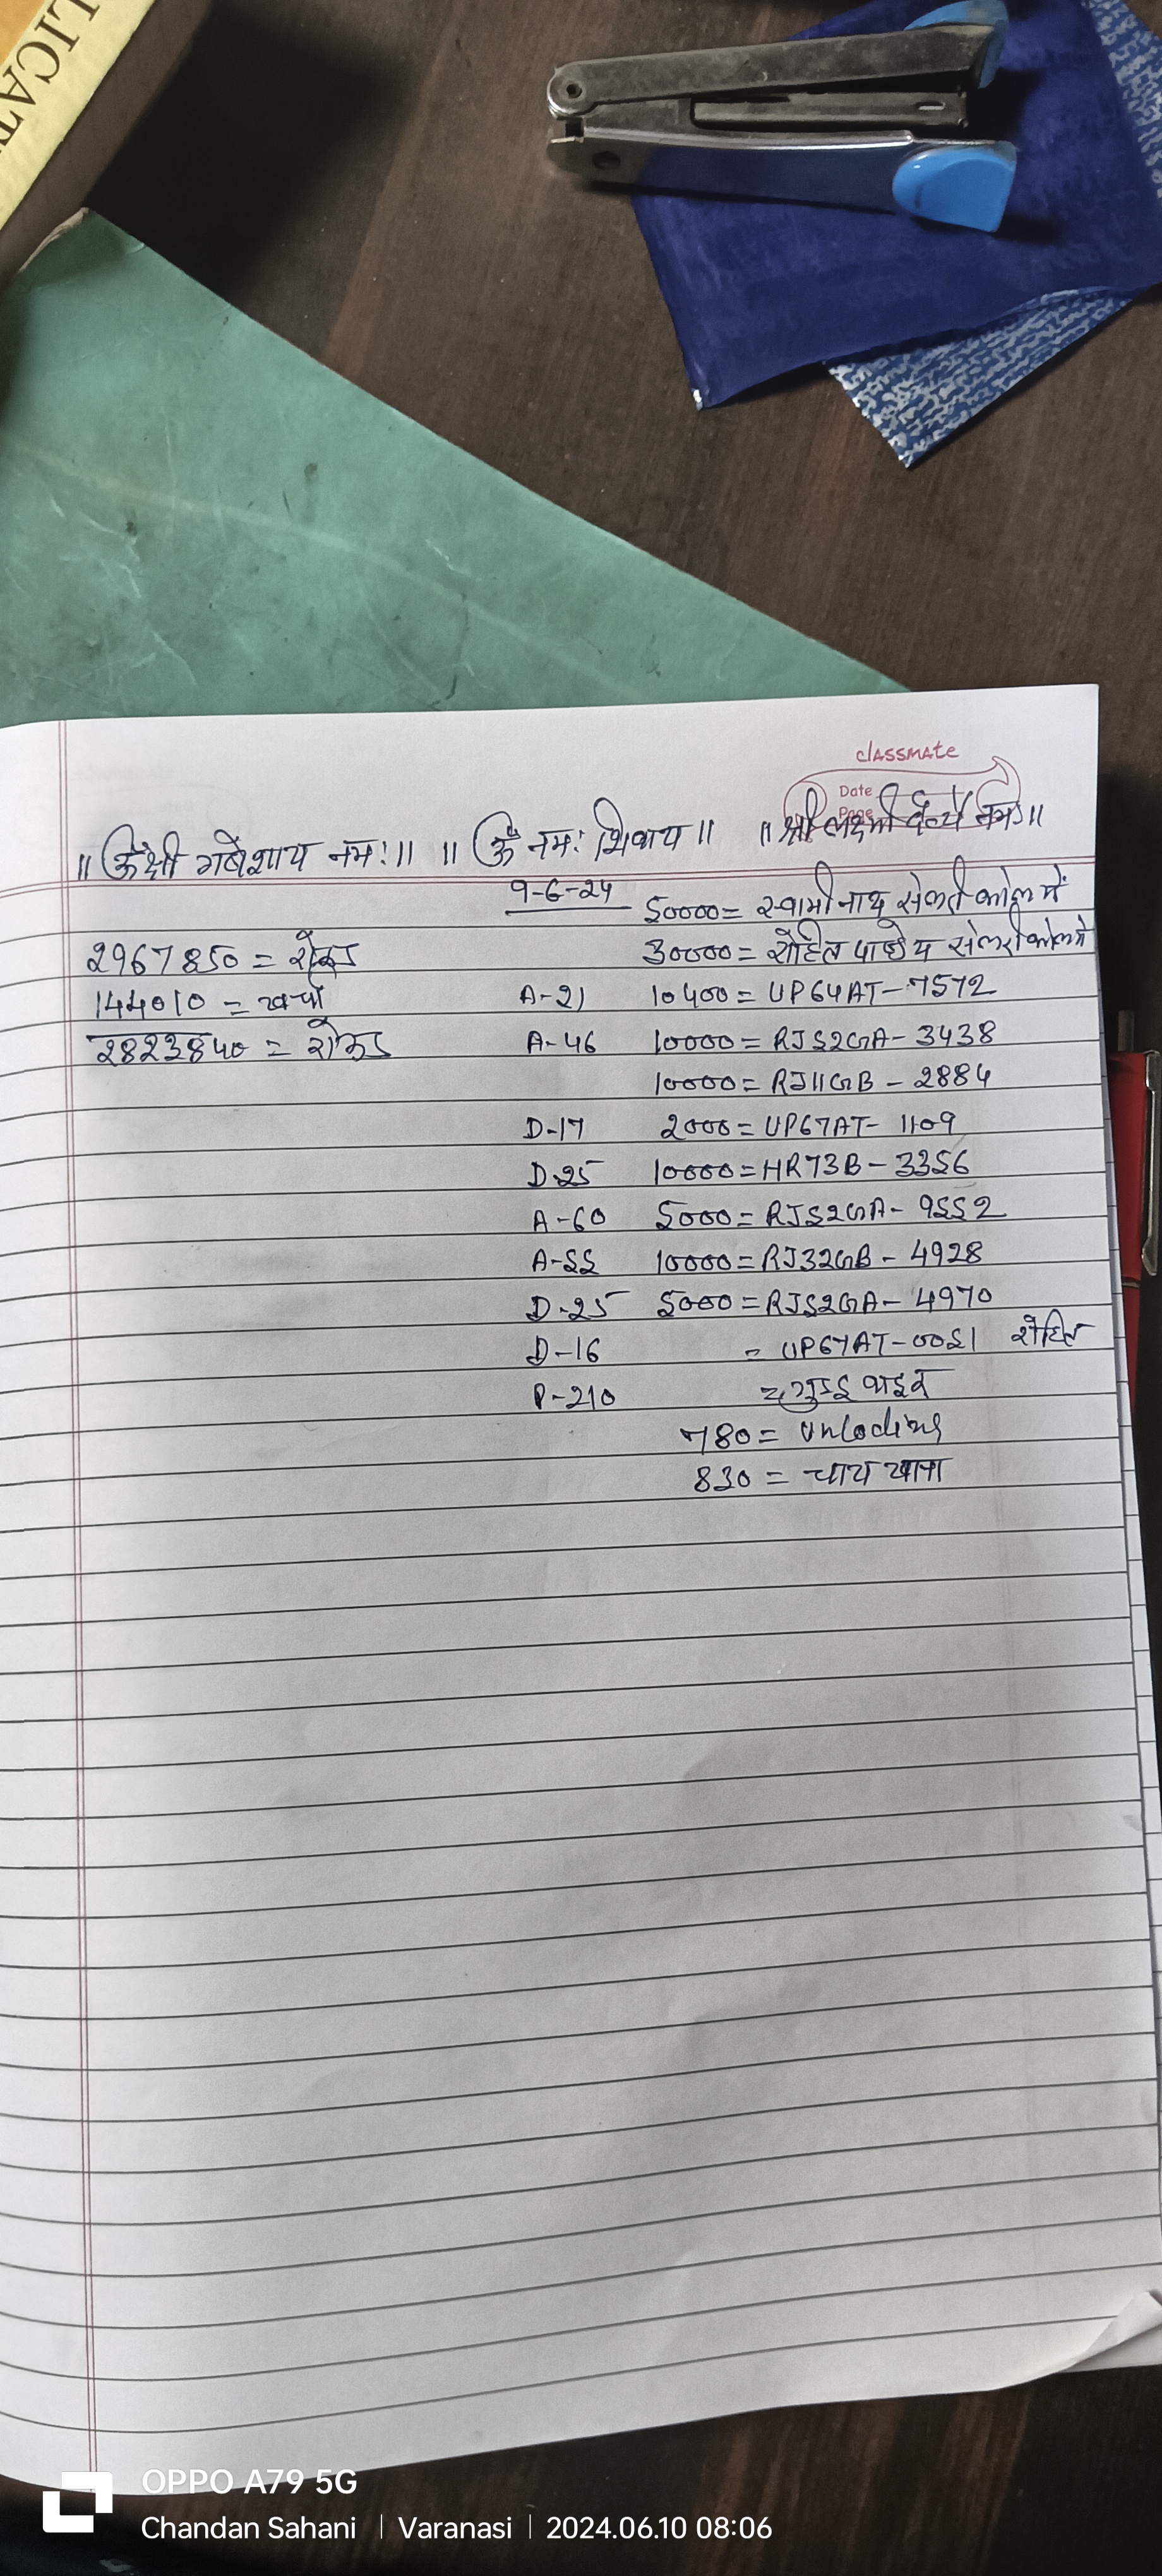 LICAT
classmate
Date
Page
॥ ॐ श्री गणेशाय नमः॥ ॥ ॐ नमः शिवाय ॥ ॥ श्री लक्ष्मी देव्यै नमः॥
9-6-24
50000= स्वामी नाथ सेलरी कोल में
2967850 = रोकड़
30000= रोहित पाण्डेय सेलरी कोल में
144010 = खर्चा
A-21 10400= UP64AT-7572
2823840 = रोकड़
A-46 10000= RJ52GA-3438
10000= RJ11GB-2884
D-17 2000= UP67AT-1109
D-25 10000= HR73B-3356
A-60 5000= RJ52GA-9552
A-55 10000= RJ32GB-4928
D-25 5000= RJ52GA-4970
D-16 = UP67AT-0051 रोहित
P-210
780= Unloding
830= चाय खाना
OPPO A79 5G
Chandan Sahani | Varanasi | 2024.06.10 08:06